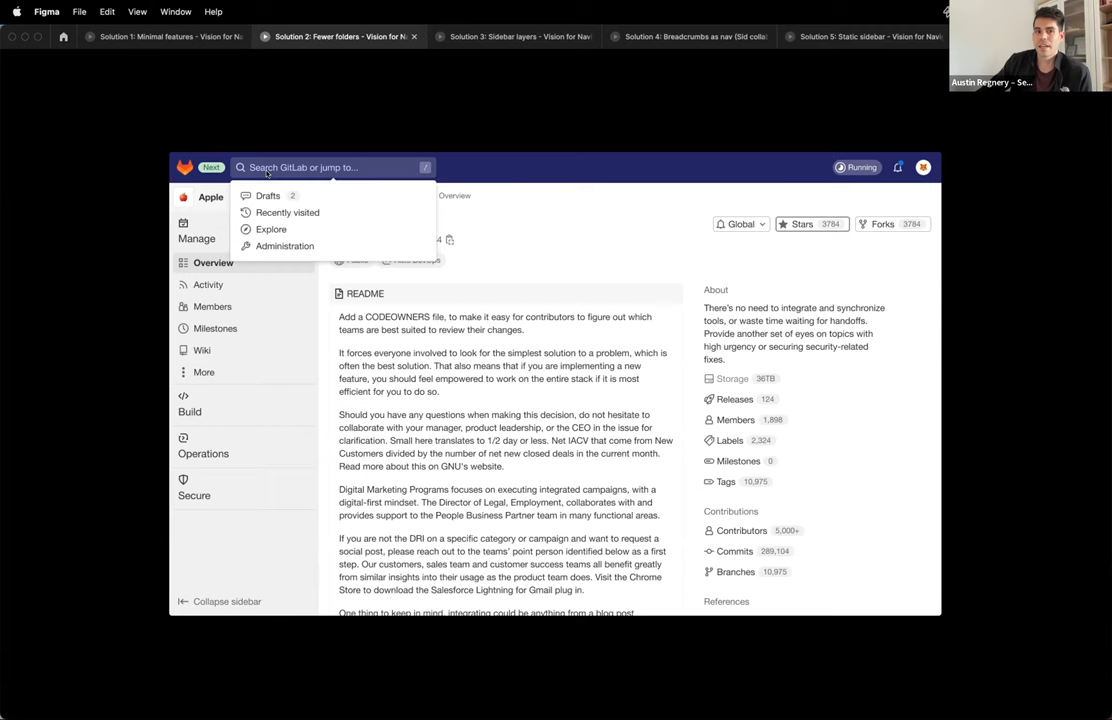 Figma File Edit View Window Help
Solution 1: Minimal features - Vision for Na
Solution 2: Fewer folders - Vision for N
Solution 3: Sidebar layers - Vision for Navi
Solution 4: Breadcrumbs as nav (Sid collab
Solution 5: Static sidebar - Vision for Navi
Austin Regnery – Se...
Next
Search GitLab or jump to...
/
Running
Drafts 2
Recently visited
Explore
Administration
Apple
Overview
Manage
Overview
Activity
Members
Milestones
Wiki
More
Build
Operations
Secure
Collapse sidebar
4
Global
Stars 3784
Forks 3784
README
Add a CODEOWNERS file, to make it easy for contributors to figure out which
teams are best suited to review their changes.
It forces everyone involved to look for the simplest solution to a problem, which is
often the best solution. That also means that if you are implementing a new
feature, you should feel empowered to work on the entire stack if it is most
efficient for you to do so.
Should you have any questions when making this decision, do not hesitate to
collaborate with your manager, product leadership, or the CEO in the issue for
clarification. Small here translates to 1/2 day or less. Net IACV that come from New
Customers divided by the number of net new closed deals in the current month.
Read more about this on GNU's website.
Digital Marketing Programs focuses on executing integrated campaigns, with a
digital-first mindset. The Director of Legal, Employment, collaborates with and
provides support to the People Business Partner team in many functional areas.
If you are not the DRI on a specific category or campaign and want to request a
social post, please reach out to the teams' point person identified below as a first
step. Our customers, sales team and customer success teams all benefit greatly
from similar insights into their usage as the product team does. Visit the Chrome
Store to download the Salesforce Lightning for Gmail plug in.
One thing to keep in mind, integrating could be anything from a blog post
About
There's no need to integrate and synchronize
tools, or waste time waiting for handoffs.
Provide another set of eyes on topics with
high urgency or securing security-related
fixes.
Storage 36TB
Releases 124
Members 1,898
Labels 2,324
Milestones 0
Tags 10,975
Contributions
Contributors 5,000+
Commits 289,104
Branches 10,975
References